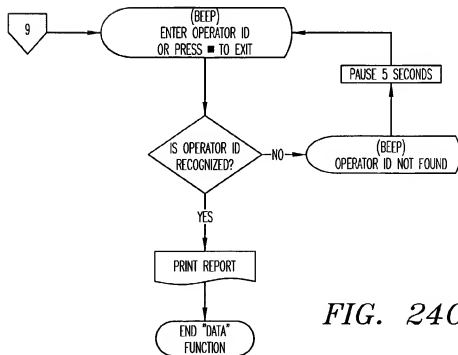 9
(BEEP)
ENTER OPERATOR ID
OR PRESS ■ TO EXIT
PAUSE 5 SECONDS
IS OPERATOR ID
RECOGNIZED?
NO
(BEEP)
OPERATOR ID NOT FOUND
YES
PRINT REPORT
END "DATA"
FUNCTION
FIG. 24C